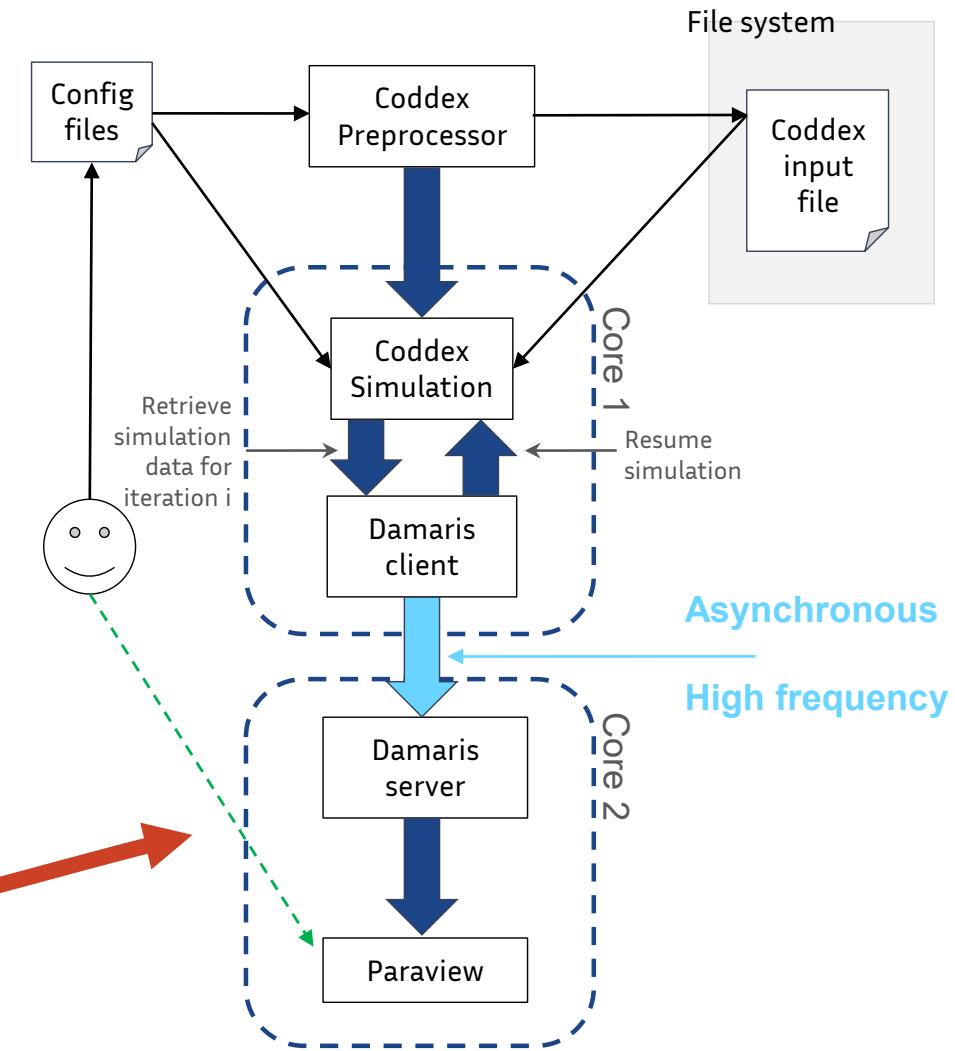 File system
Config
files
Coddex
Preprocessor
Coddex
input
file
Core 1
Coddex
Simulation
Retrieve
simulation
data for
iteration i
Resume
simulation
Damaris
client
Asynchronous
High frequency
Core 2
Damaris
server
Paraview